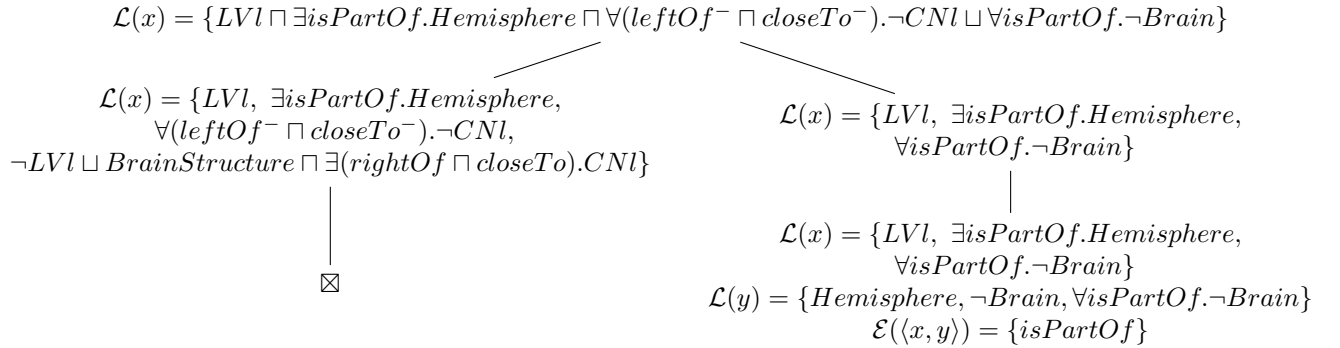 ℒ(x) = {LVl ⊓ ∃isPartOf.Hemisphere ⊓ ∀(leftOf⁻ ⊓ closeTo⁻).¬CNl ⊔ ∀isPartOf.¬Brain}
ℒ(x) = {LVl, ∃isPartOf.Hemisphere,
∀(leftOf⁻ ⊓ closeTo⁻).¬CNl,
¬LVl ⊔ BrainStructure ⊓ ∃(rightOf ⊓ closeTo).CNl}
⊠
ℒ(x) = {LVl, ∃isPartOf.Hemisphere,
∀isPartOf.¬Brain}
ℒ(x) = {LVl, ∃isPartOf.Hemisphere,
∀isPartOf.¬Brain}
ℒ(y) = {Hemisphere, ¬Brain, ∀isPartOf.¬Brain}
ℰ(⟨x, y⟩) = {isPartOf}